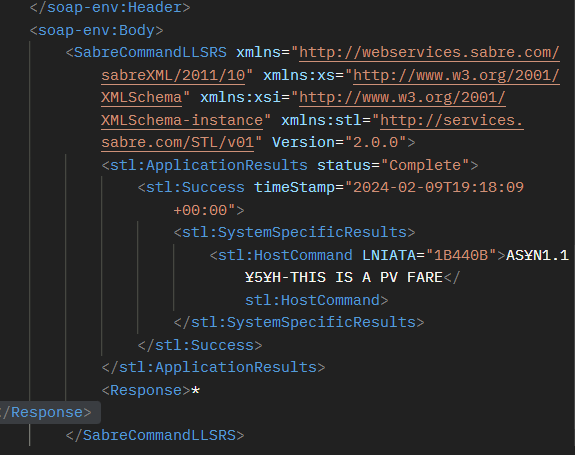 </soap-env:Header>
<soap-env:Body>
<SabreCommandLLSRS xmlns="http://webservices.sabre.com/
sabreXML/2011/10" xmlns:xs="http://www.w3.org/2001/
XMLSchema" xmlns:xsi="http://www.w3.org/2001/
XMLSchema-instance" xmlns:stl="http://services.
sabre.com/STL/v01" Version="2.0.0">
<stl:ApplicationResults status="Complete">
<stl:Success timeStamp="2024-02-09T19:18:09
+00:00">
<stl:SystemSpecificResults>
<stl:HostCommand LNIATA="1B440B">AS¥N1.1
¥5¥H-THIS IS A PV FARE</
stl:HostCommand>
</stl:SystemSpecificResults>
</stl:Success>
</stl:ApplicationResults>
<Response>*
</Response>
</SabreCommandLLSRS>